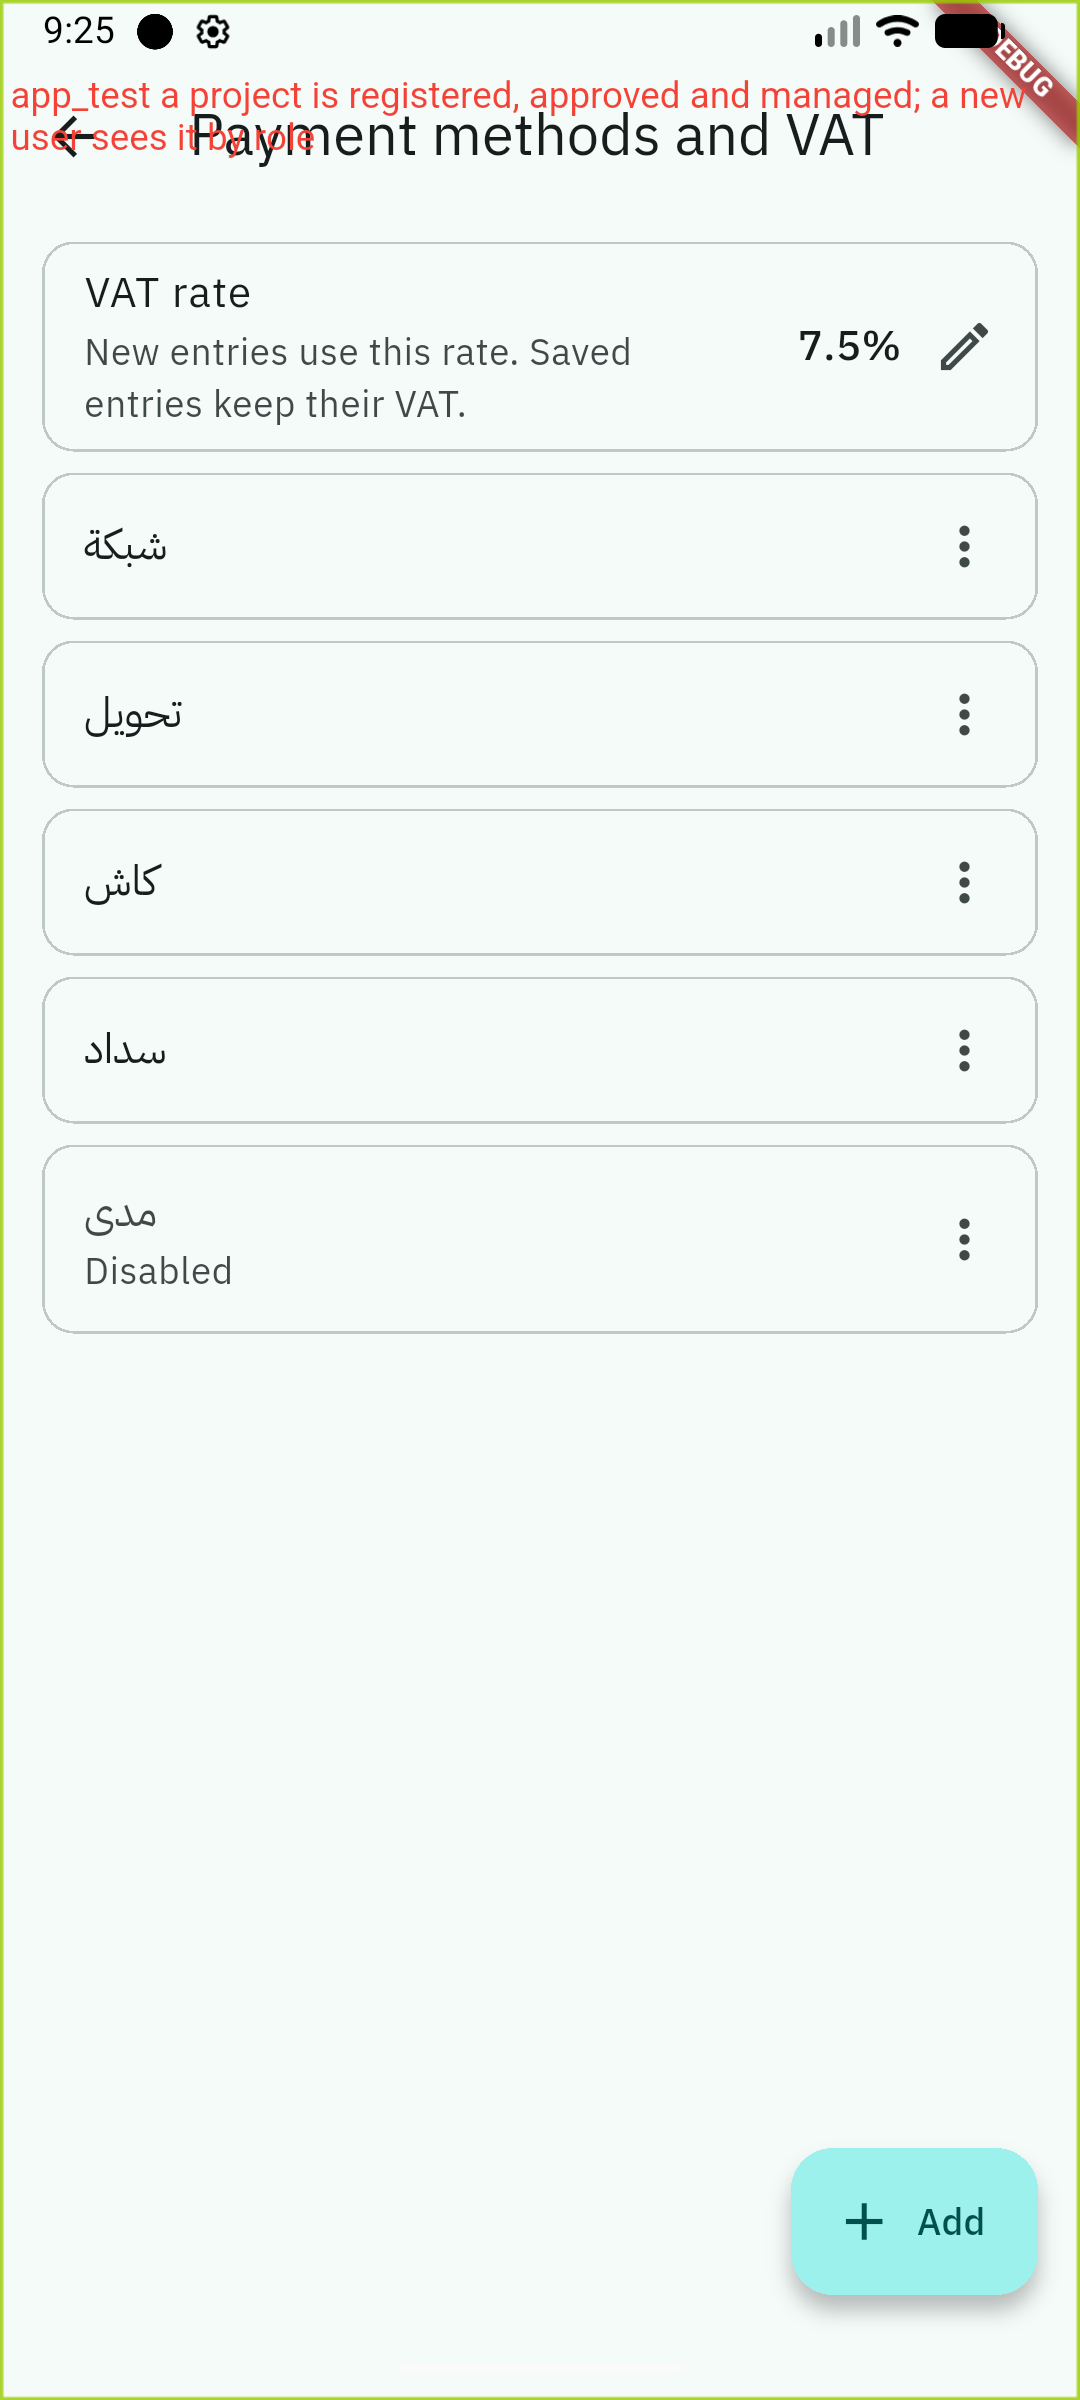 9:25
DEBUG
app_test a project is registered, approved and managed; a new
user sees it by role
Payment methods and VAT
VAT rate
New entries use this rate. Saved
entries keep their VAT.
7.5%
شبكة
تحويل
كاش
سداد
مدى
Disabled
Add